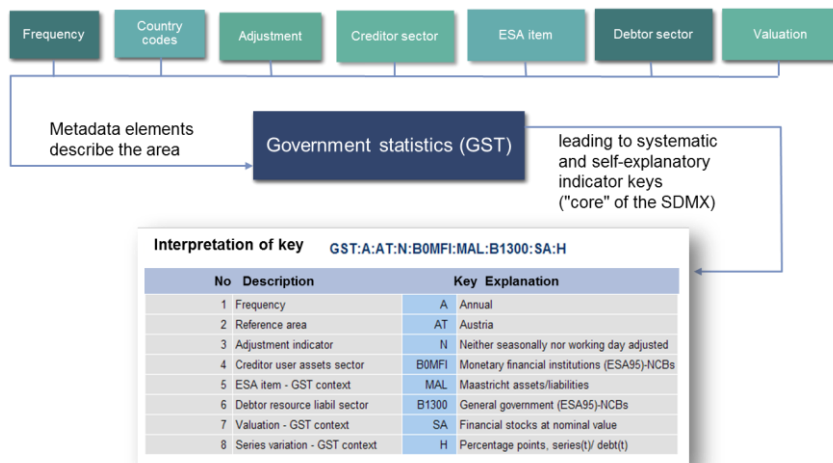 Frequency
Country
codes
Adjustment
Creditor sector
ESA item
Debtor sector
Valuation
Metadata elements
describe the area
Government statistics (GST)
leading to systematic
and self-explanatory
indicator keys
("core" of the SDMX)
Interpretation of key GST:A:AT:N:B0MFI:MAL:B1300:SA:H
No Description Key Explanation
1 Frequency A Annual
2 Reference area AT Austria
3 Adjustment indicator N Neither seasonally nor working day adjusted
4 Creditor user assets sector B0MFI Monetary financial institutions (ESA95)-NCBs
5 ESA item - GST context MAL Maastricht assets/liabilities
6 Debtor resource liabil sector B1300 General government (ESA95)-NCBs
7 Valuation - GST context SA Financial stocks at nominal value
8 Series variation - GST context H Percentage points, series(t)/ debt(t)